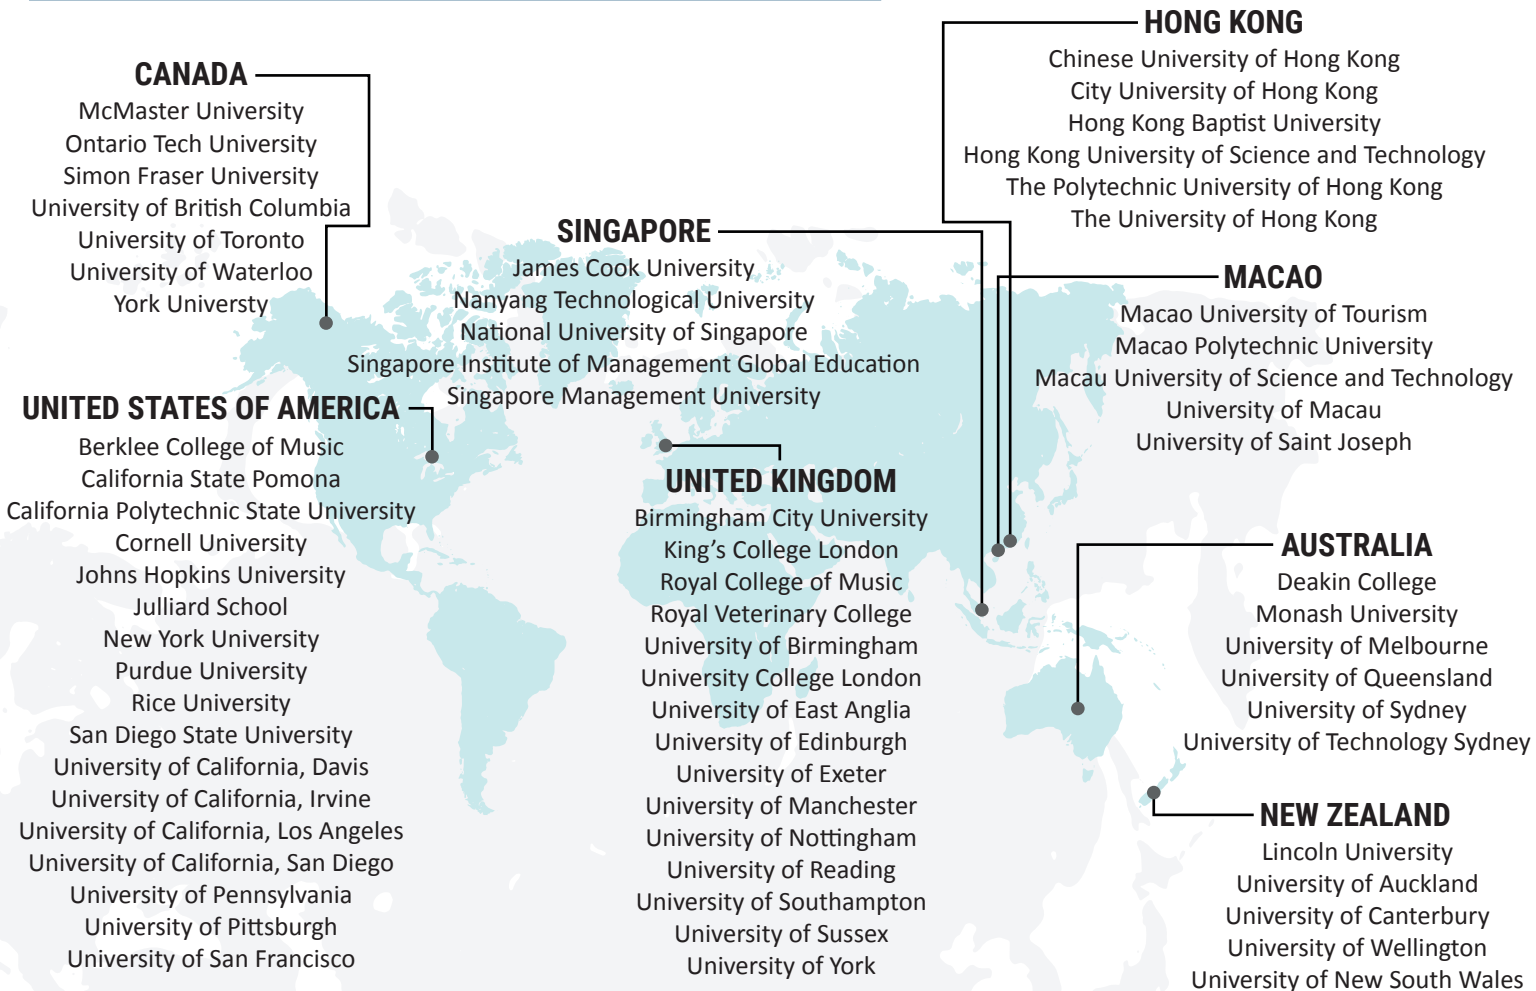 CANADA
McMaster University
Ontario Tech University
Simon Fraser University
University of British Columbia
University of Toronto
University of Waterloo
York Universty
UNITED STATES OF AMERICA
Berklee College of Music
California State Pomona
California Polytechnic State University
Cornell University
Johns Hopkins University
Julliard School
New York University
Purdue University
Rice University
San Diego State University
University of California, Davis
University of California, Irvine
University of California, Los Angeles
University of California, San Diego
University of Pennsylvania
University of Pittsburgh
University of San Francisco
SINGAPORE
James Cook University
Nanyang Technological University
National University of Singapore
Singapore Institute of Management Global Education
Singapore Management University
UNITED KINGDOM
Birmingham City University
King’s College London
Royal College of Music
Royal Veterinary College
University of Birmingham
University College London
University of East Anglia
University of Edinburgh
University of Exeter
University of Manchester
University of Nottingham
University of Reading
University of Southampton
University of Sussex
University of York
HONG KONG
Chinese University of Hong Kong
City University of Hong Kong
Hong Kong Baptist University
Hong Kong University of Science and Technology
The Polytechnic University of Hong Kong
The University of Hong Kong
MACAO
Macao University of Tourism
Macao Polytechnic University
Macau University of Science and Technology
University of Macau
University of Saint Joseph
AUSTRALIA
Deakin College
Monash University
University of Melbourne
University of Queensland
University of Sydney
University of Technology Sydney
NEW ZEALAND
Lincoln University
University of Auckland
University of Canterbury
University of Wellington
University of New South Wales